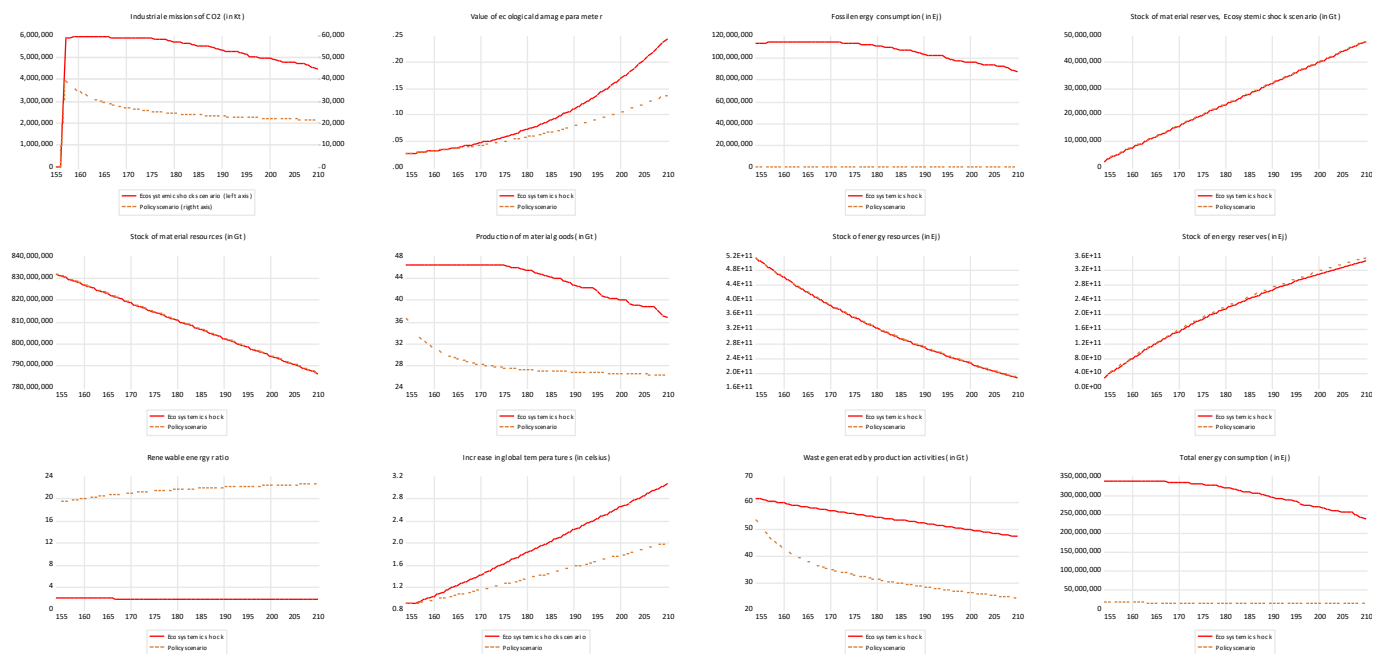 Industrial emissions of CO2 (in Kt)
6,000,000
5,000,000
4,000,000
3,000,000
2,000,000
1,000,000
0
60,000
50,000
40,000
30,000
20,000
10,000
0
155 160 165 170 175 180 185 190 195 200 205 210
Ecosystemic shock scenario (left axis)
Policy scenario (rigtht axis)
Value of ecological damage parameter
.25
.20
.15
.10
.05
.00
155 160 165 170 175 180 185 190 195 200 205 210
Ecosystemic shock
Policy scenario
Fossil energy consumption (in Ej)
120,000,000
100,000,000
80,000,000
60,000,000
40,000,000
20,000,000
0
155 160 165 170 175 180 185 190 195 200 205 210
Ecosystemic shock
Policy scenario
Stock of material reserves, Ecosystemic shock scenario (in Gt)
50,000,000
40,000,000
30,000,000
20,000,000
10,000,000
0
155 160 165 170 175 180 185 190 195 200 205 210
Ecosystemic shock
Policy scenario
Stock of material resources (in Gt)
840,000,000
830,000,000
820,000,000
810,000,000
800,000,000
790,000,000
780,000,000
155 160 165 170 175 180 185 190 195 200 205 210
Ecosystemic shock
Policy scenario
Production of material goods (in Gt)
48
44
40
36
32
28
24
155 160 165 170 175 180 185 190 195 200 205 210
Ecosystemic shock
Policy scenario
Stock of energy resources (in Ej)
5.2E+11
4.8E+11
4.4E+11
4.0E+11
3.6E+11
3.2E+11
2.8E+11
2.4E+11
2.0E+11
1.6E+11
155 160 165 170 175 180 185 190 195 200 205 210
Ecosystemic shock
Policy scenario
Stock of energy reserves (in Ej)
3.6E+11
3.2E+11
2.8E+11
2.4E+11
2.0E+11
1.6E+11
1.2E+11
8.0E+10
4.0E+10
0.0E+00
155 160 165 170 175 180 185 190 195 200 205 210
Ecosystemic shock
Policy scenario
Renewable energy ratio
24
20
16
12
8
4
0
155 160 165 170 175 180 185 190 195 200 205 210
Ecosystemic shock
Policy scenario
Increase in global temperatures (in celsius)
3.2
2.8
2.4
2.0
1.6
1.2
0.8
155 160 165 170 175 180 185 190 195 200 205 210
Ecosystemic shock scenario
Policy scenario
Waste generated by production activities (in Gt)
70
60
50
40
30
20
155 160 165 170 175 180 185 190 195 200 205 210
Ecosystemic shock
Policy scenario
Total energy consumption (in Ej)
350,000,000
300,000,000
250,000,000
200,000,000
150,000,000
100,000,000
50,000,000
0
155 160 165 170 175 180 185 190 195 200 205 210
Ecosystemic shock
Policy scenario